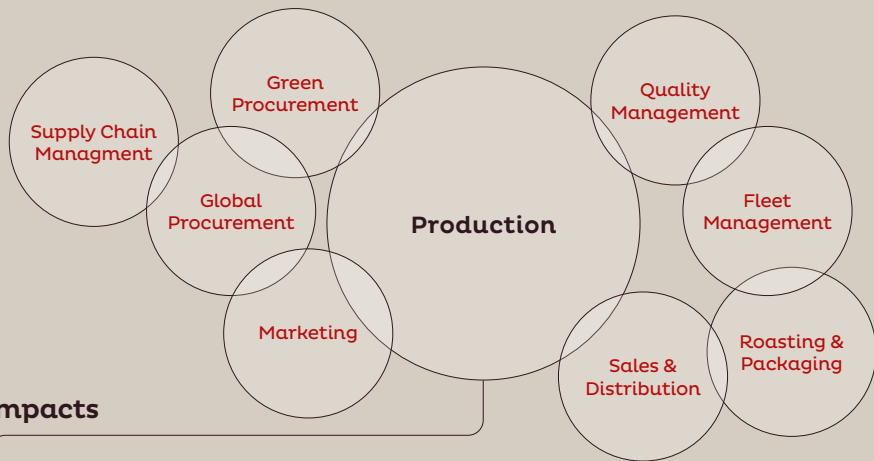 Green
Procurement
Quality
Management
Supply Chain
Managment
Global
Procurement
Production
Fleet
Management
Marketing
Roasting &
Packaging
Sales &
Distribution
mpacts